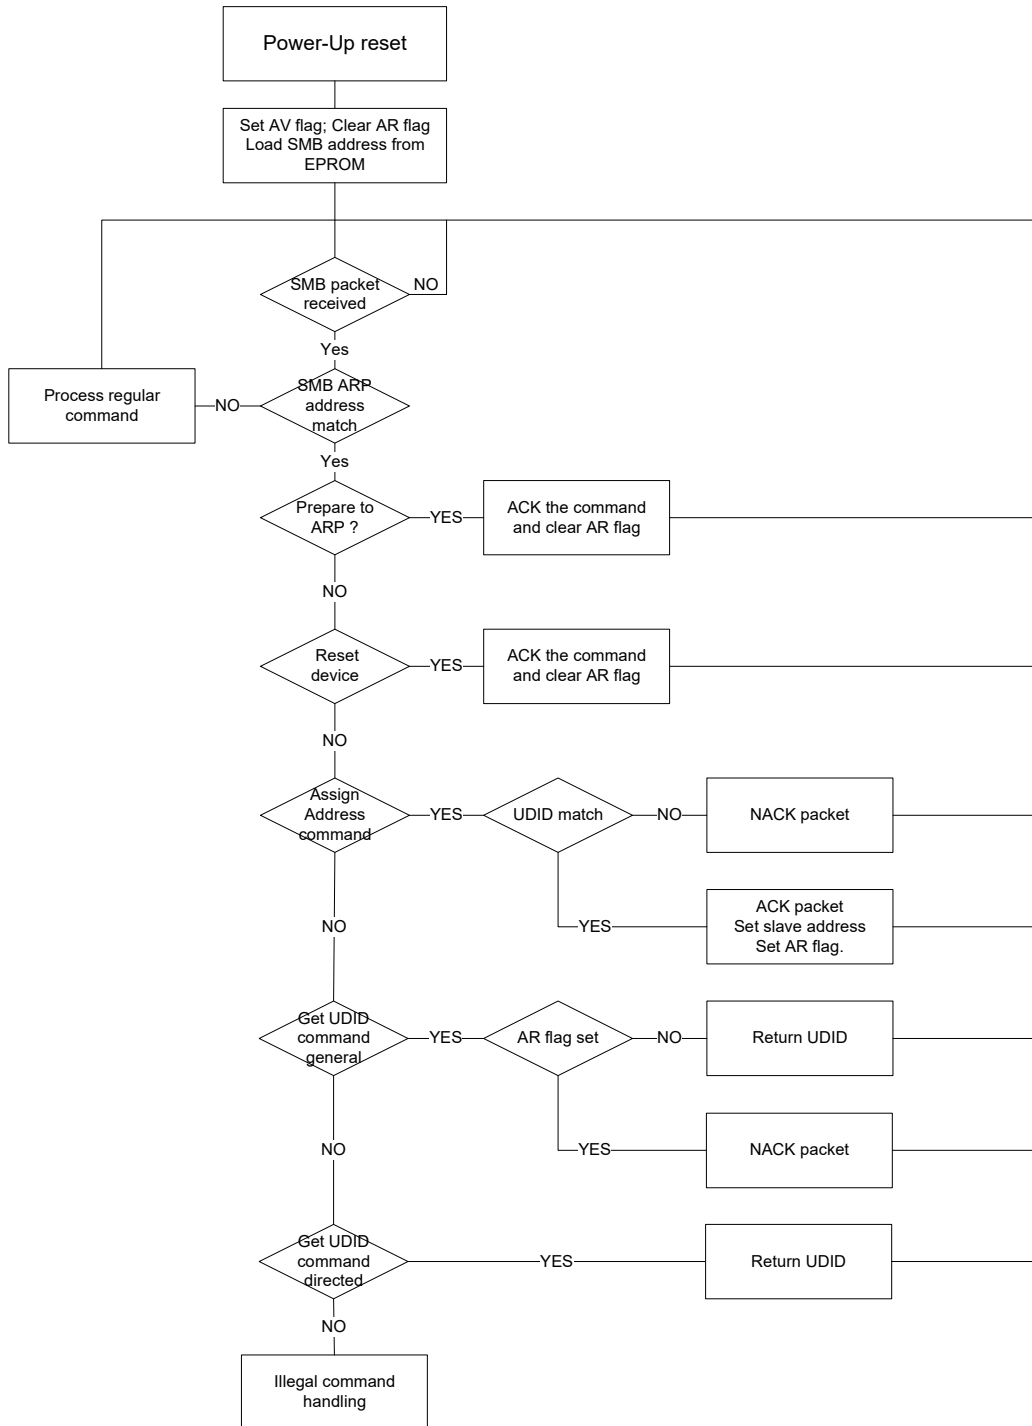 Power-Up reset
Set AV flag; Clear AR flag
Load SMB address from
EPROM
SMB packet
received
NO
Yes
Process regular
command
NO
SMB ARP
address
match
Yes
Prepare to
ARP ?
YES
ACK the command
and clear AR flag
NO
Reset
device
YES
ACK the command
and clear AR flag
NO
Assign
Address
command
YES
UDID match
NO
NACK packet
YES
ACK packet
Set slave address
Set AR flag.
NO
Get UDID
command
general
YES
AR flag set
NO
Return UDID
YES
NACK packet
NO
Get UDID
command
directed
YES
Return UDID
NO
Illegal command
handling